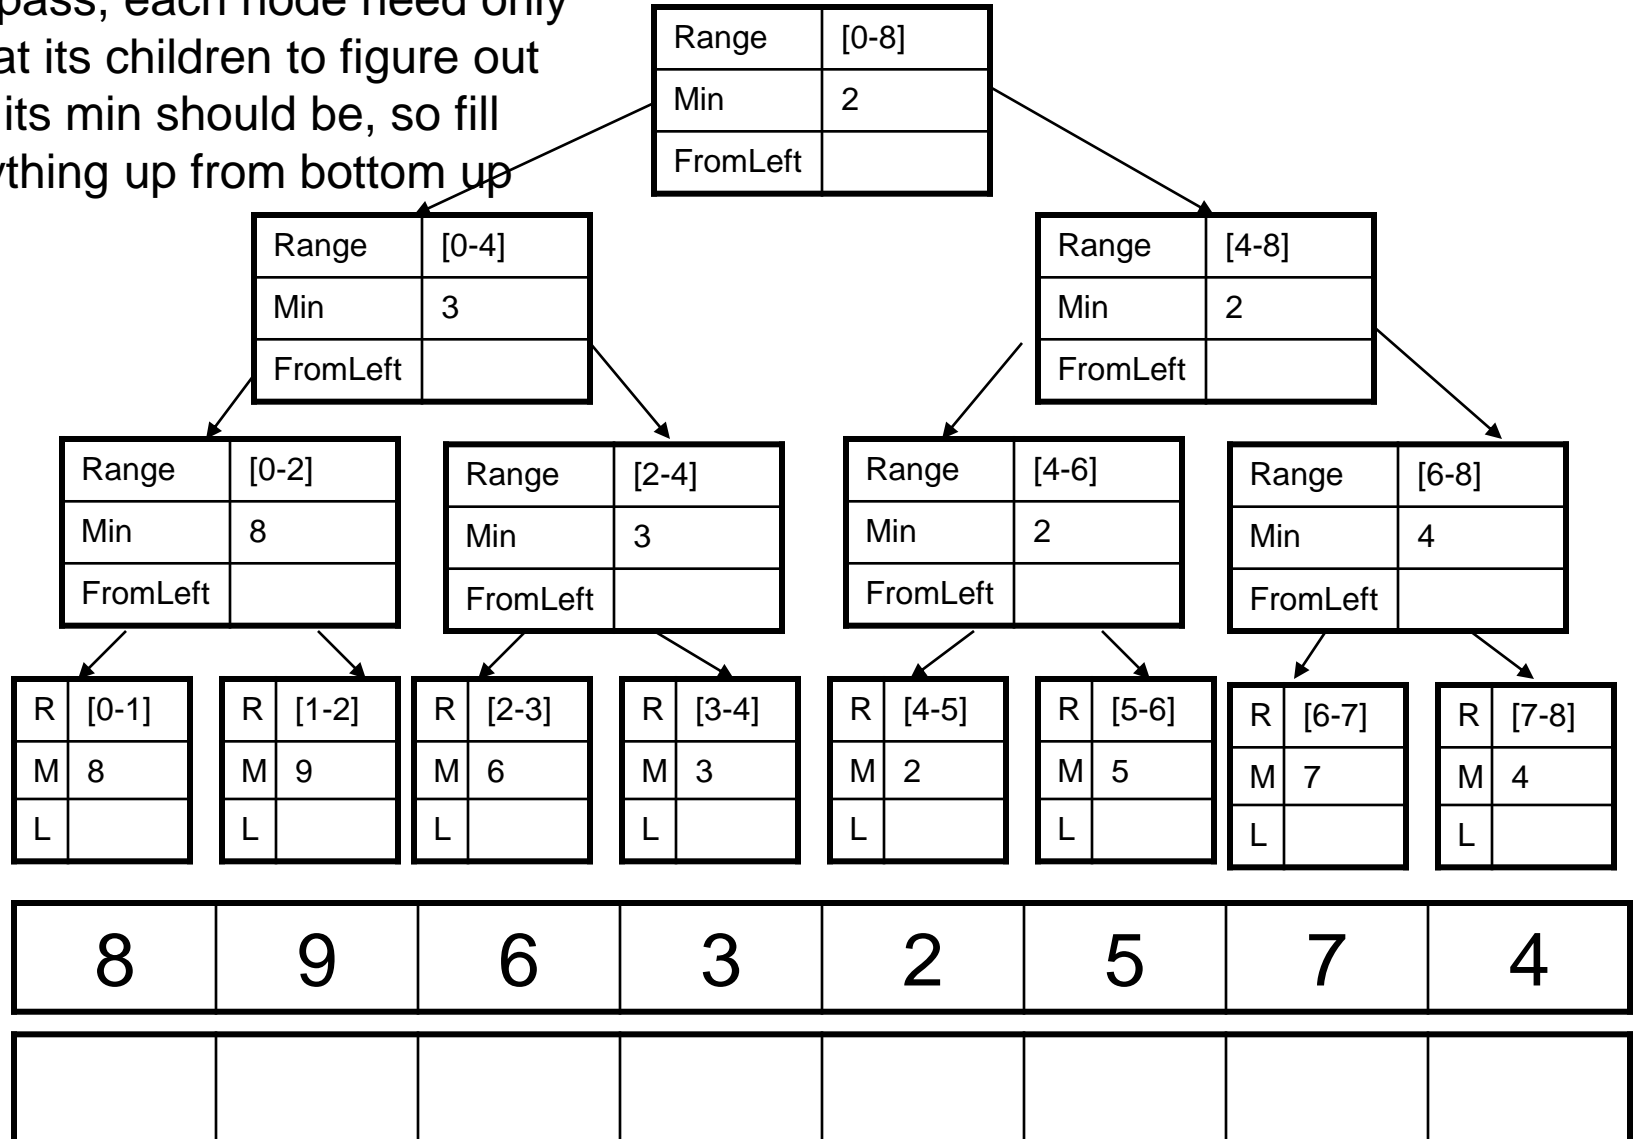 pass, each node need only
at its children to figure out
its min should be, so fill
ything up from bottom up
Range [0-8]
Min 2
FromLeft
Range [0-4]
Min 3
FromLeft
Range [4-8]
Min 2
FromLeft
Range [0-2]
Min 8
FromLeft
Range [2-4]
Min 3
FromLeft
Range [4-6]
Min 2
FromLeft
Range [6-8]
Min 4
FromLeft
R [0-1]
M 8
L
R [1-2]
M 9
L
R [2-3]
M 6
L
R [3-4]
M 3
L
R [4-5]
M 2
L
R [5-6]
M 5
L
R [6-7]
M 7
L
R [7-8]
M 4
L
8 9 6 3 2 5 7 4